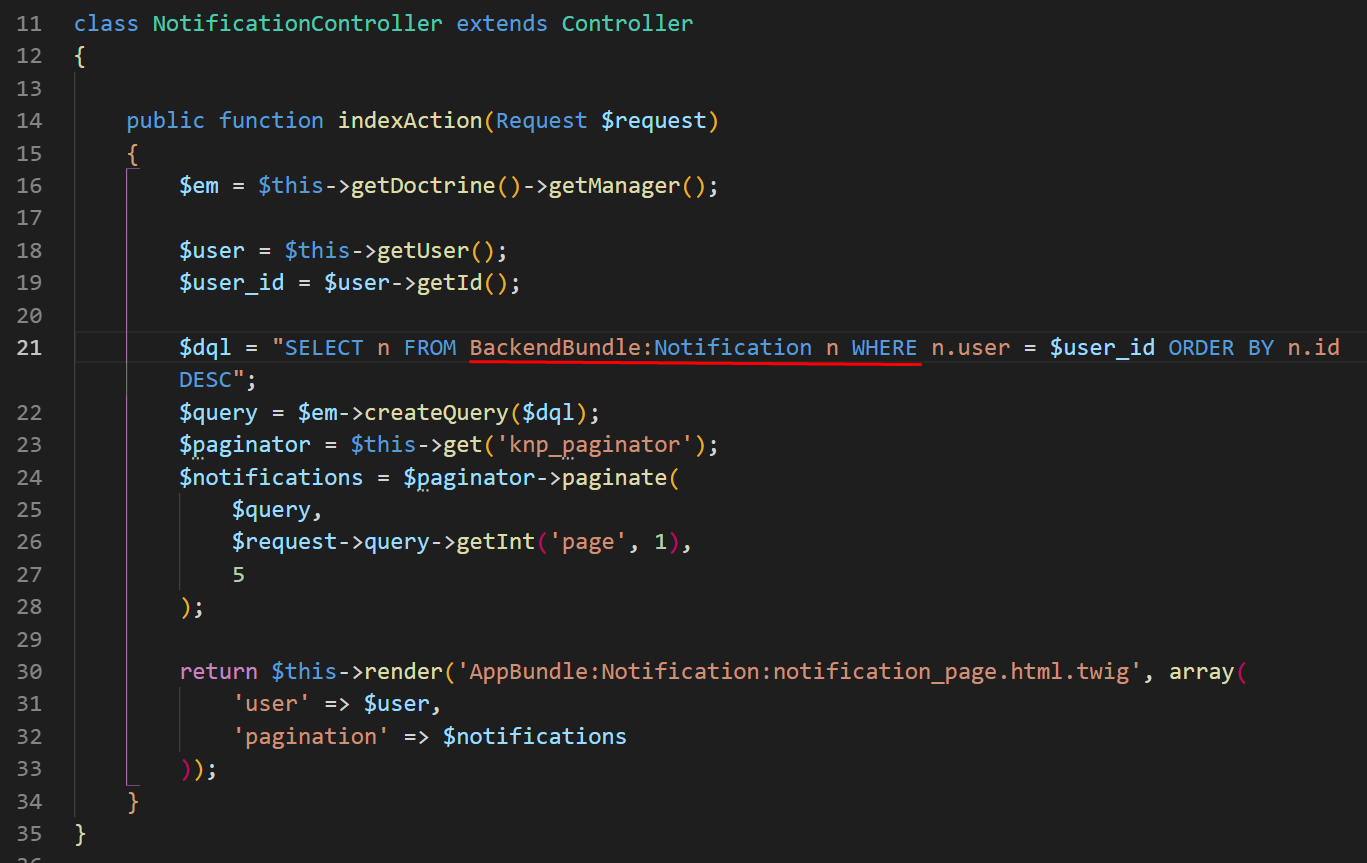 11 class NotificationController extends Controller
12 {
13
14     public function indexAction(Request $request)
15     {
16         $em = $this->getDoctrine()->getManager();
17
18         $user = $this->getUser();
19         $user_id = $user->getId();
20
21         $dql = "SELECT n FROM BackendBundle:Notification n WHERE n.user = $user_id ORDER BY n.id
        DESC";
22         $query = $em->createQuery($dql);
23         $paginator = $this->get('knp_paginator');
24         $notifications = $paginator->paginate(
25             $query,
26             $request->query->getInt('page', 1),
27             5
28         );
29
30         return $this->render('AppBundle:Notification:notification_page.html.twig', array(
31             'user' => $user,
32             'pagination' => $notifications
33         ));
34     }
35 }